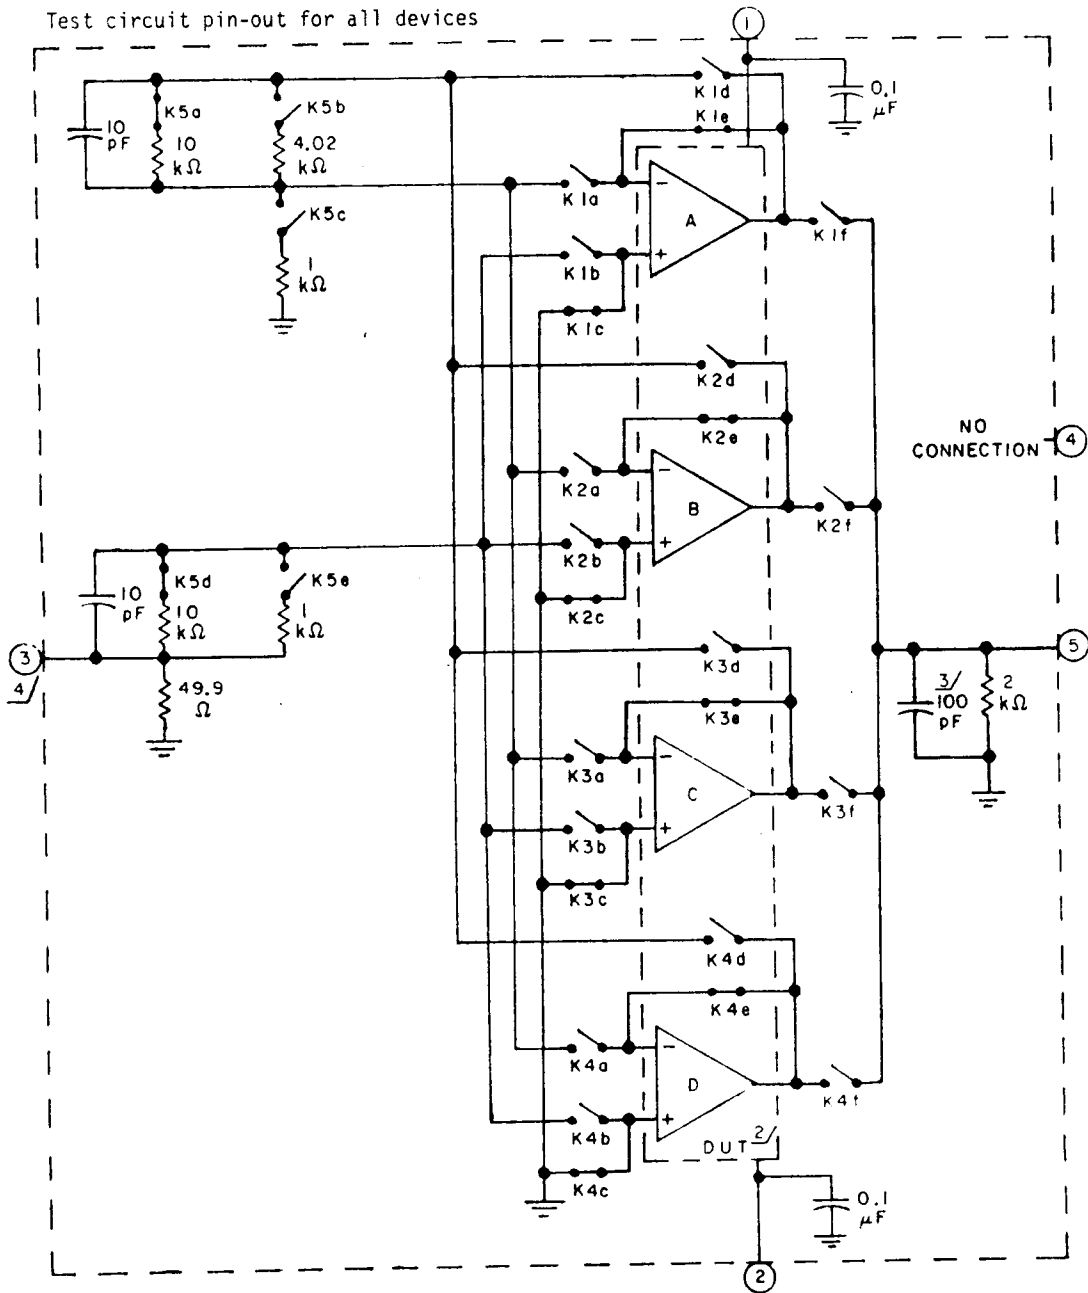 Test circuit pin-out for all devices
1
K1d
0.1
μF
K1e
10
pF
K5a
10
kΩ
K5b
4.02
kΩ
K5c
1
kΩ
K1a
−
A
+
K1b
K1c
K1f
K2d
K2e
NO
CONNECTION
4
K2a
−
B
+
K2b
K2c
K2f
10
pF
K5d
10
kΩ
K5e
1
kΩ
3
4/
49.9
Ω
K3d
K3e
5
3/
100
pF
2
kΩ
K3a
−
C
+
K3b
K3c
K3f
K4d
K4e
K4a
−
D
+
K4b
K4c
K4f
DUT 2/
0.1
μF
2